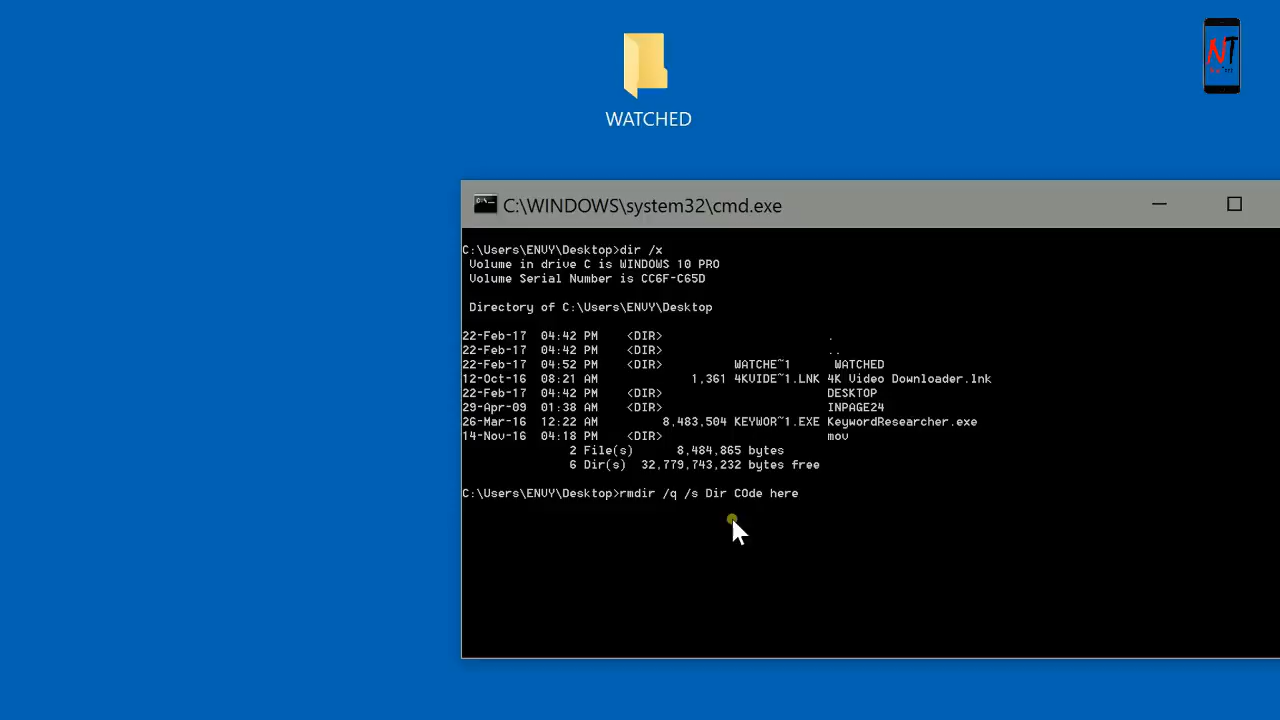 NT
WATCHED
C:\WINDOWS\system32\cmd.exe
C:\Users\ENVY\Desktop>dir /x
Volume in drive C is WINDOWS 10 PRO
Volume Serial Number is CC6F-C65D
Directory of C:\Users\ENVY\Desktop
22-Feb-17  04:42 PM    <DIR>                       .
22-Feb-17  04:42 PM    <DIR>                       ..
22-Feb-17  04:52 PM    <DIR>          WATCHE~1      WATCHED
12-Oct-16  08:21 AM             1,361 4KVIDE~1.LNK 4K Video Downloader.lnk
22-Feb-17  04:42 PM    <DIR>                       DESKTOP
29-Apr-09  01:38 AM    <DIR>                       INPAGE24
26-Mar-16  12:22 AM         8,483,504 KEYWOR~1.EXE KeywordResearcher.exe
14-Nov-16  04:18 PM    <DIR>                       mov
2 File(s)      8,484,865 bytes
6 Dir(s)  32,779,743,232 bytes free
C:\Users\ENVY\Desktop>rmdir /q /s Dir COde here